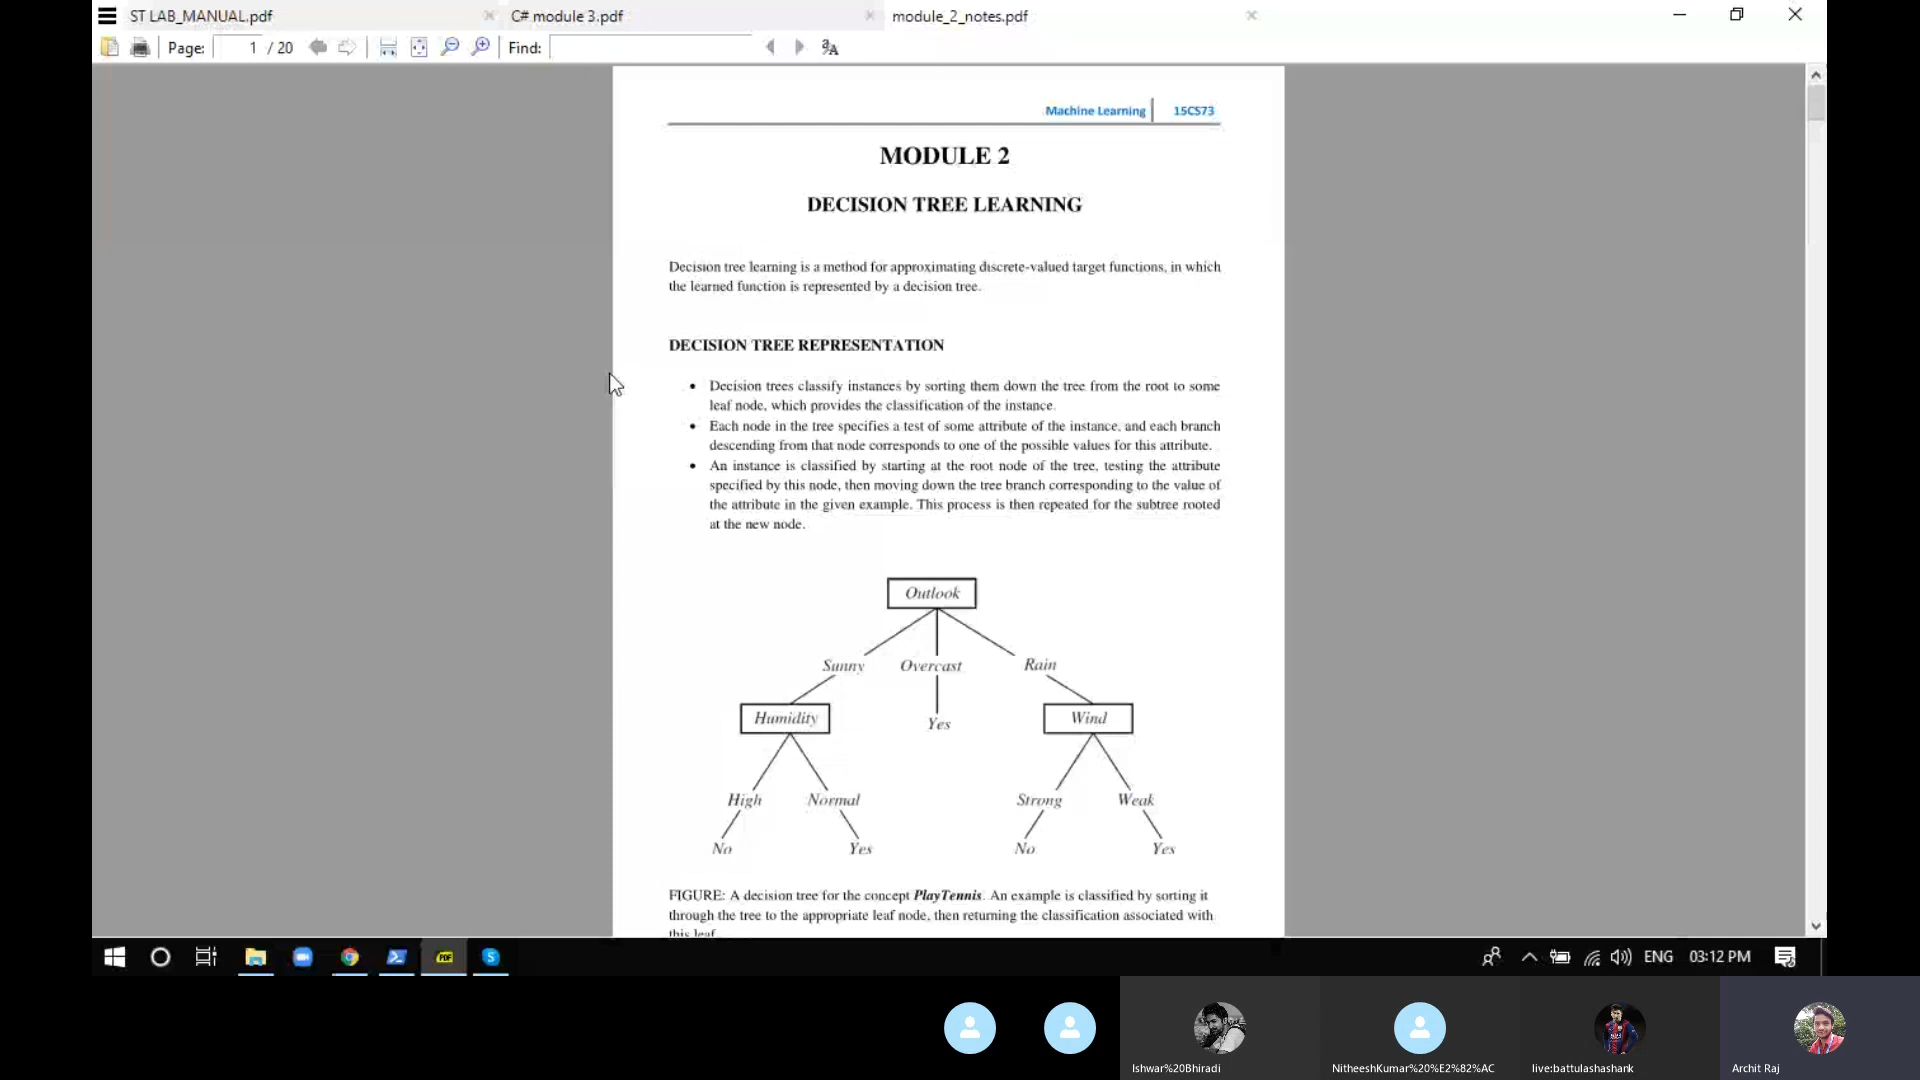 ST LAB_MANUAL.pdf
C# module 3.pdf
module_2_notes.pdf
Page: 1 / 20 Find:
Machine Learning 15CS73
MODULE 2
DECISION TREE LEARNING
Decision tree learning is a method for approximating discrete-valued target functions, in which
the learned function is represented by a decision tree.
DECISION TREE REPRESENTATION
• Decision trees classify instances by sorting them down the tree from the root to some
leaf node, which provides the classification of the instance.
• Each node in the tree specifies a test of some attribute of the instance, and each branch
descending from that node corresponds to one of the possible values for this attribute.
• An instance is classified by starting at the root node of the tree, testing the attribute
specified by this node, then moving down the tree branch corresponding to the value of
the attribute in the given example. This process is then repeated for the subtree rooted
at the new node.
Outlook
Sunny Overcast Rain
Humidity Yes Wind
High Normal Strong Weak
No Yes No Yes
FIGURE: A decision tree for the concept PlayTennis. An example is classified by sorting it
through the tree to the appropriate leaf node, then returning the classification associated with
this leaf
PDF
ENG 03:12 PM
Ishwar%20Bhiradi
NitheeshKumar%20%E2%82%AC
live:battulashashank
Archit Raj